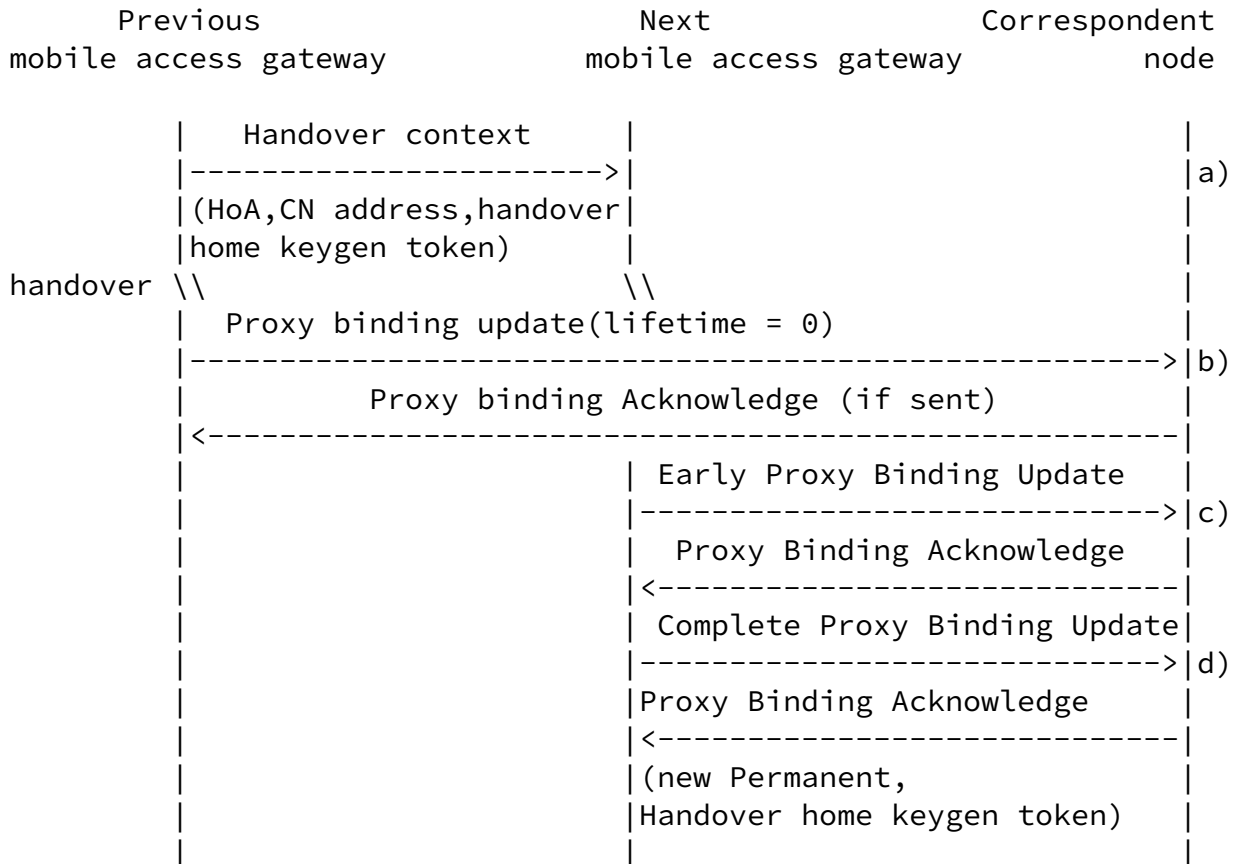 Previous Next Correspondent
mobile access gateway mobile access gateway node
Handover context
a)
(HoA,CN address,handover
home keygen token)
handover \\ \\
Proxy binding update(lifetime = 0)
b)
Proxy binding Acknowledge (if sent)
Early Proxy Binding Update
c)
Proxy Binding Acknowledge
Complete Proxy Binding Update
d)
Proxy Binding Acknowledge
(new Permanent,
Handover home keygen token)